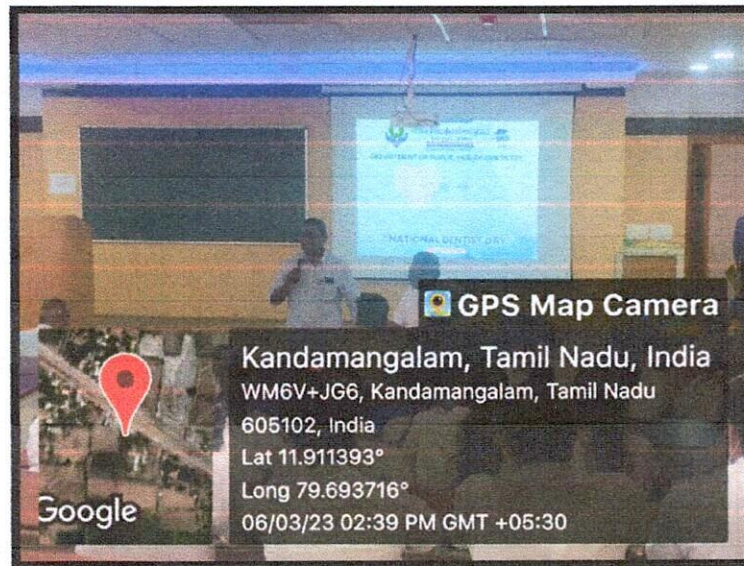 DEPARTMENT OF PUBLIC HEALTH DENTISTRY
"NATIONAL DENTIST DAY"
GPS Map Camera
Kandamangalam, Tamil Nadu, India
WM6V+JG6, Kandamangalam, Tamil Nadu
605102, India
Lat 11.911393°
Long 79.693716°
06/03/23 02:39 PM GMT +05:30
Google